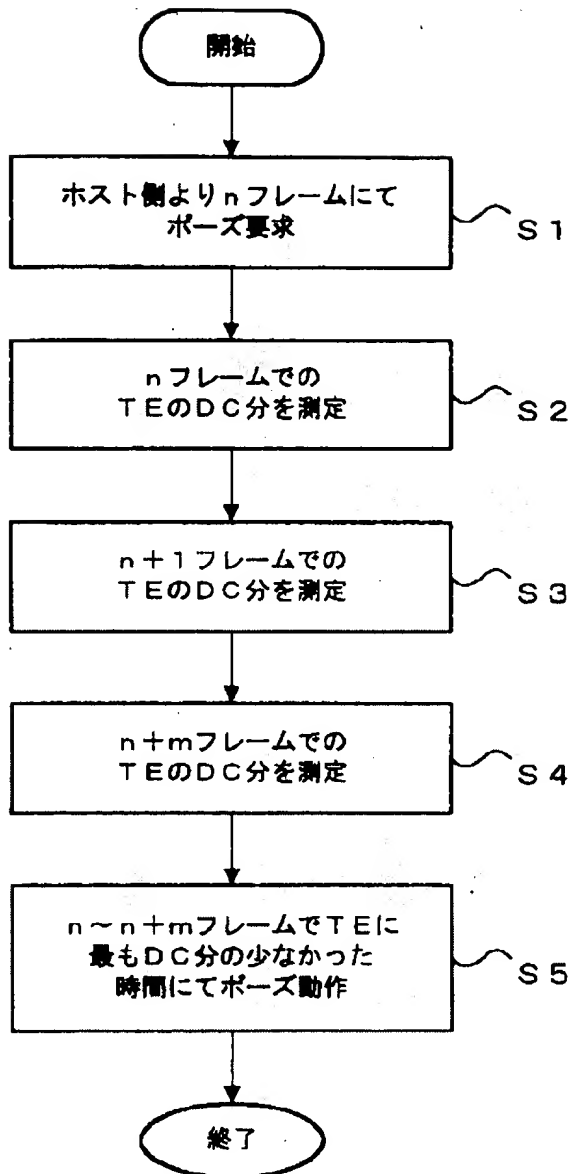 開始
ホスト側よりnフレームにて
ポーズ要求
S1
nフレームでの
TEのDC分を測定
S2
n+1フレームでの
TEのDC分を測定
S3
n+mフレームでの
TEのDC分を測定
S4
n~n+mフレームでTEに
最もDC分の少なかった
時間にてポーズ動作
S5
終了